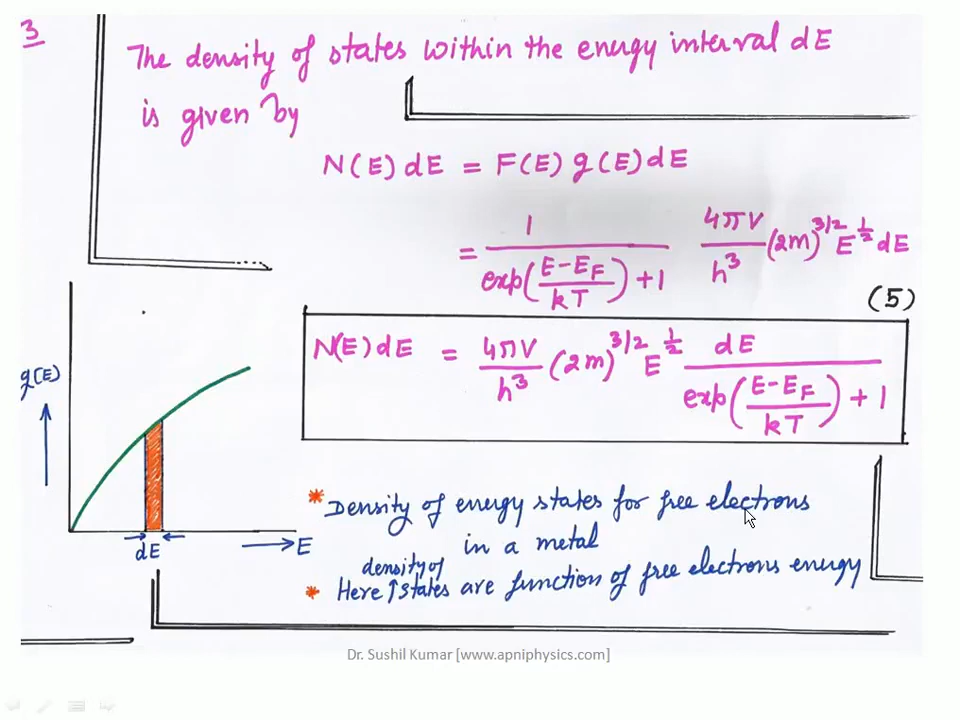 3
The density of states within the energy interval dE
is given by
N(E) dE = F(E) g(E) dE
= 1 / (exp((E-E_F)/kT) + 1) 4πV/h³ (2m)^3/2 E^1/2 dE
(5)
N(E) dE = 4πV/h³ (2m)^3/2 E^1/2 dE / (exp((E-E_F)/kT) + 1)
g(E)
dE
E
* Density of energy states for free electrons
in a metal
density of
* Here ↑ states are function of free electrons energy
Dr. Sushil Kumar [www.apniphysics.com]